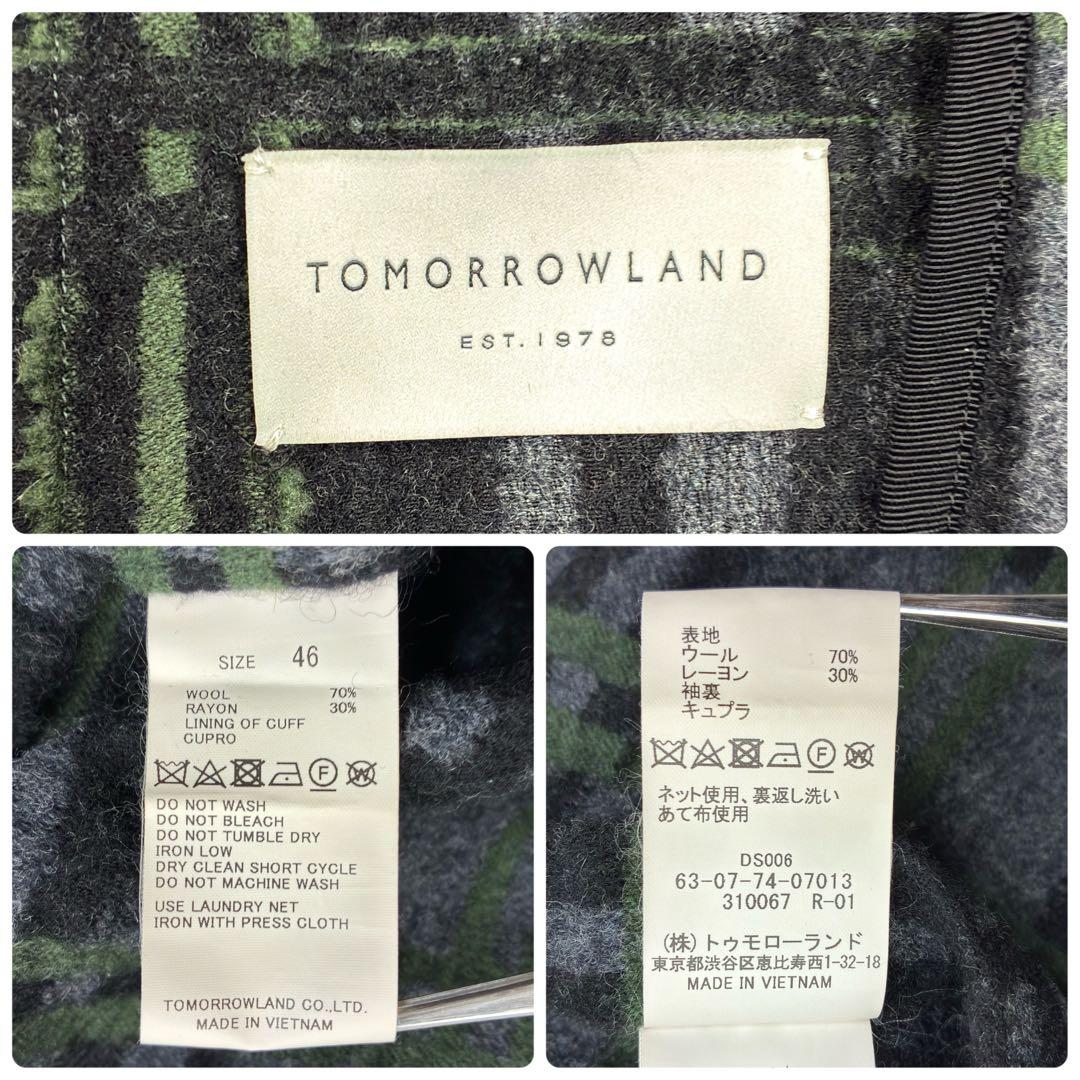 TOMORROWLAND
EST. 1978
SIZE 46
WOOL 70%
RAYON 30%
LINING OF CUFF
CUPRO
F W
DO NOT WASH
DO NOT BLEACH
DO NOT TUMBLE DRY
IRON LOW
DRY CLEAN SHORT CYCLE
DO NOT MACHINE WASH
USE LAUNDRY NET
IRON WITH PRESS CLOTH
TOMORROWLAND CO.,LTD.
MADE IN VIETNAM
表地
ウール 70%
レーヨン 30%
袖裏
キュプラ
F W
ネット使用、裏返し洗い
あて布使用
DS006
63-07-74-07013
310067 R-01
(株)トゥモローランド
東京都渋谷区恵比寿西1-32-18
MADE IN VIETNAM